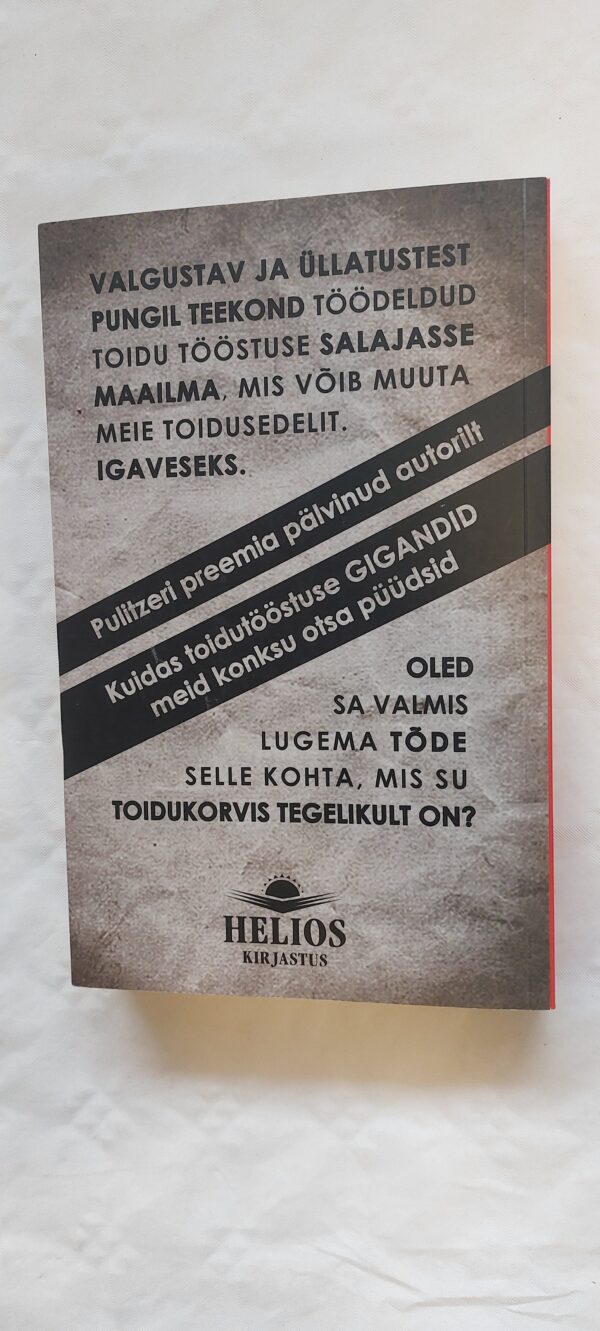 VALGUSTAV JA ÜLLATUSTEST
PUNGIL TEEKOND TÖÖDELDUD
TOIDU TÖÖSTUSE SALAJASSE
MAAILMA, MIS VÕIB MUUTA
MEIE TOIDUSEDELIT.
IGAVESEKS.
Pulitzeri preemia pälvinud autorilt
Kuidas toidutööstuse GIGANDID
meid konksu otsa püüdsid
OLED
SA VALMIS
LUGEMA TÕDE
SELLE KOHTA, MIS SU
TOIDUKORVIS TEGELIKULT ON?
HELIOS
KIRJASTUS